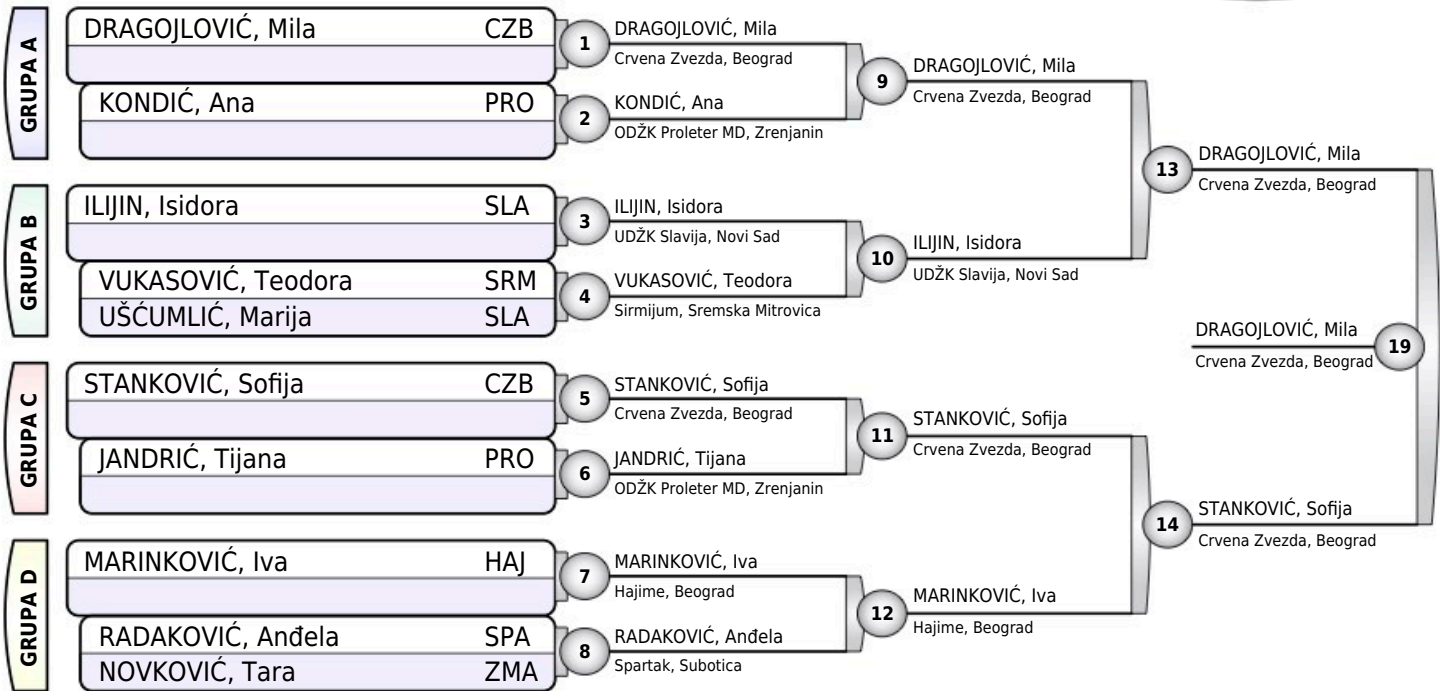 GRUPA A
DRAGOJLOVIĆ, Mila CZB
KONDIĆ, Ana PRO
1
DRAGOJLOVIĆ, Mila
Crvena Zvezda, Beograd
2
KONDIĆ, Ana
ODŽK Proleter MD, Zrenjanin
9
DRAGOJLOVIĆ, Mila
Crvena Zvezda, Beograd
GRUPA B
ILIJIN, Isidora SLA
VUKASOVIĆ, Teodora SRM
UŠĆUMLIĆ, Marija SLA
3
ILIJIN, Isidora
UDŽK Slavija, Novi Sad
4
VUKASOVIĆ, Teodora
Sirmijum, Sremska Mitrovica
10
ILIJIN, Isidora
UDŽK Slavija, Novi Sad
13
DRAGOJLOVIĆ, Mila
Crvena Zvezda, Beograd
DRAGOJLOVIĆ, Mila
Crvena Zvezda, Beograd
19
GRUPA C
STANKOVIĆ, Sofija CZB
JANDRIĆ, Tijana PRO
5
STANKOVIĆ, Sofija
Crvena Zvezda, Beograd
6
JANDRIĆ, Tijana
ODŽK Proleter MD, Zrenjanin
11
STANKOVIĆ, Sofija
Crvena Zvezda, Beograd
GRUPA D
MARINKOVIĆ, Iva HAJ
RADAKOVIĆ, Anđela SPA
NOVKOVIĆ, Tara ZMA
7
MARINKOVIĆ, Iva
Hajime, Beograd
8
RADAKOVIĆ, Anđela
Spartak, Subotica
12
MARINKOVIĆ, Iva
Hajime, Beograd
14
STANKOVIĆ, Sofija
Crvena Zvezda, Beograd